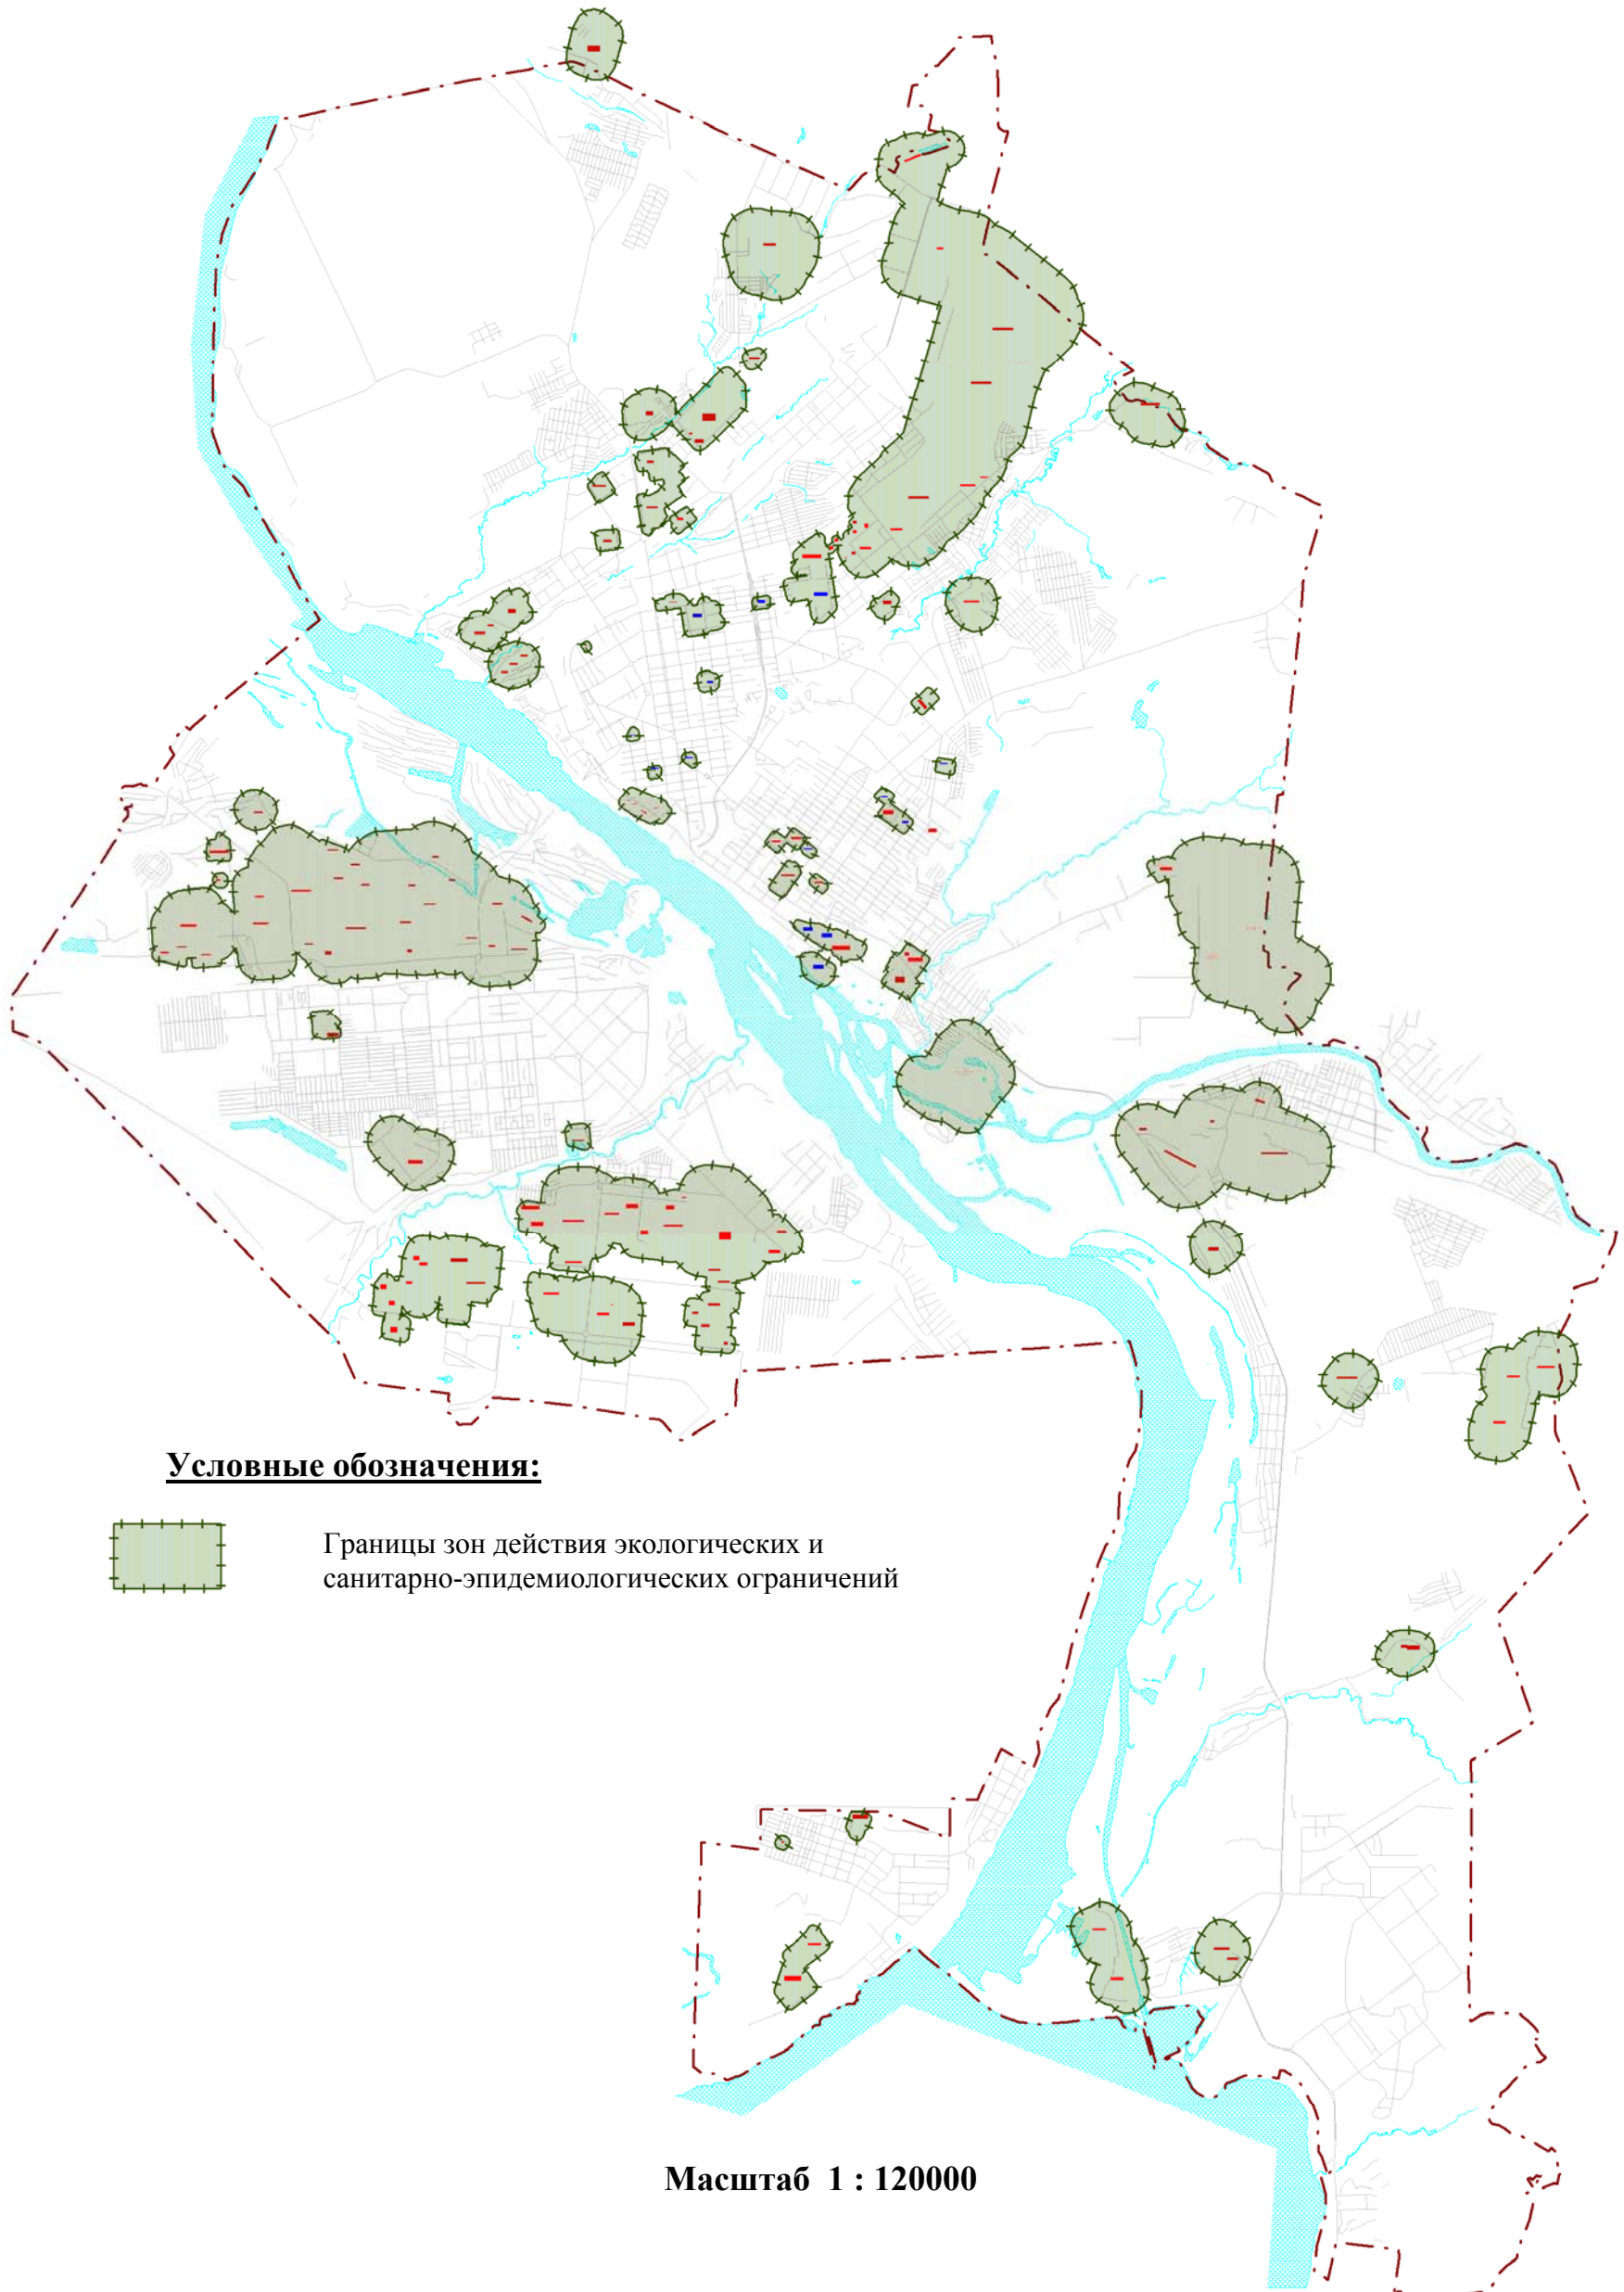 Условные обозначения:
Границы зон действия экологических и
санитарно-эпидемиологических ограничений
Масштаб 1 : 120000